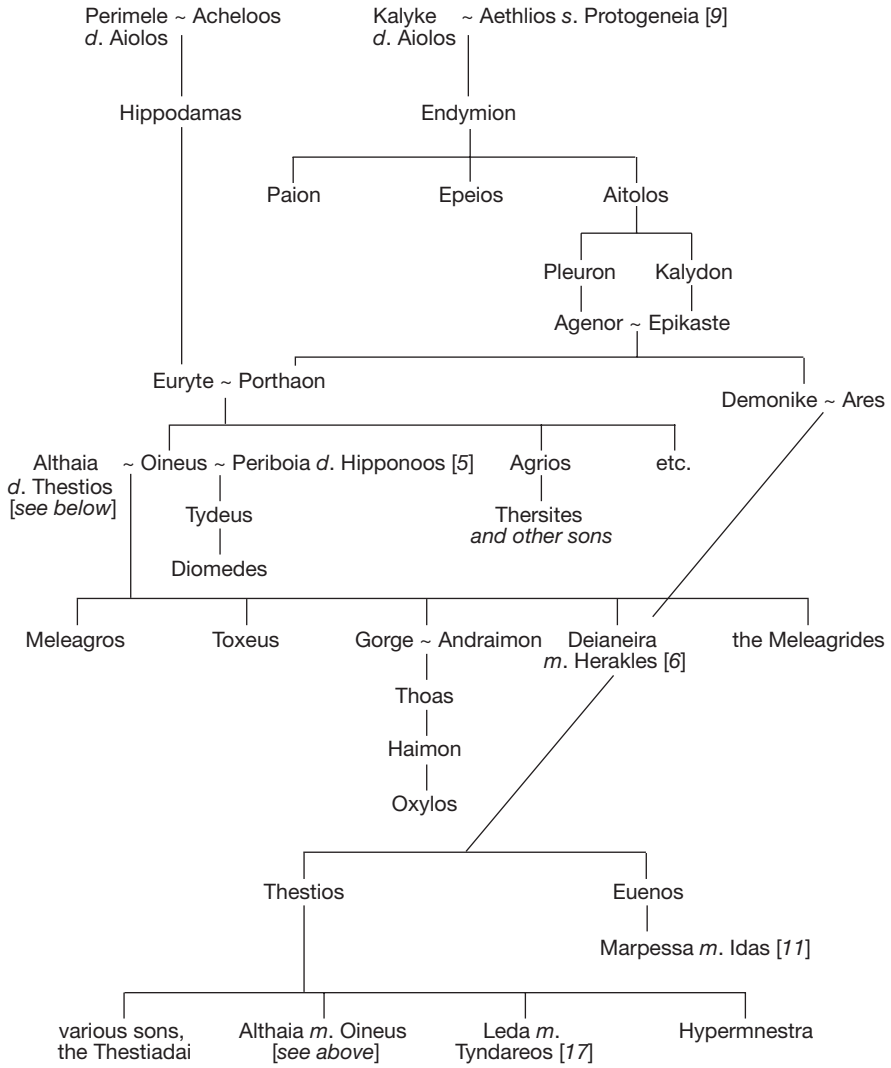 Perimele ~ Acheloos
d. Aiolos
Kalyke ~ Aethlios s. Protogeneia [9]
d. Aiolos
Hippodamas
Endymion
Paion
Epeios
Aitolos
Pleuron
Kalydon
Agenor ~ Epikaste
Euryte ~ Porthaon
Demonike ~ Ares
Althaia ~ Oineus ~ Periboia d. Hipponoos [5]
d. Thestios
[see below]
Agrios
etc.
Tydeus
Thersites
and other sons
Diomedes
Meleagros
Toxeus
Gorge ~ Andraimon
Deianeira
m. Herakles [6]
the Meleagrides
Thoas
Haimon
Oxylos
Thestios
Euenos
Marpessa m. Idas [11]
various sons,
the Thestiadai
Althaia m. Oineus
[see above]
Leda m.
Tyndareos [17]
Hypermnestra